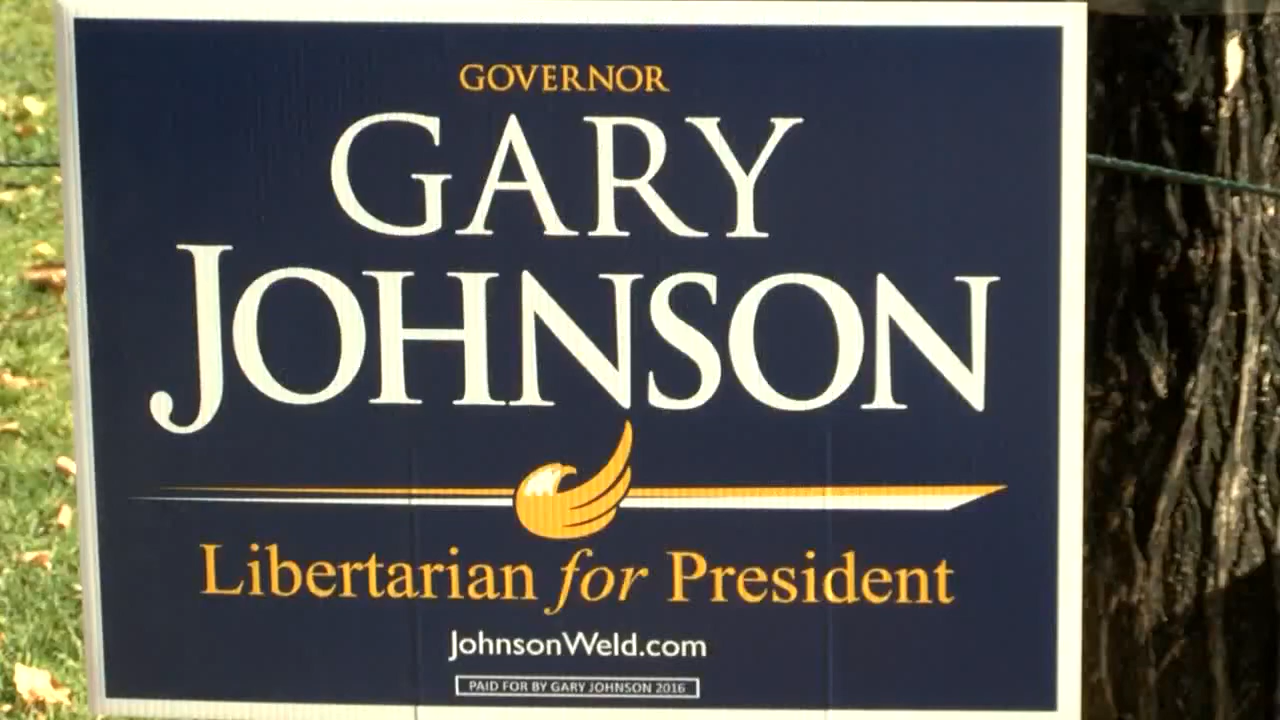 GOVERNOR
GARY
JOHNSON
Libertarian for President
JohnsonWeld.com
PAID FOR BY GARY JOHNSON 2016